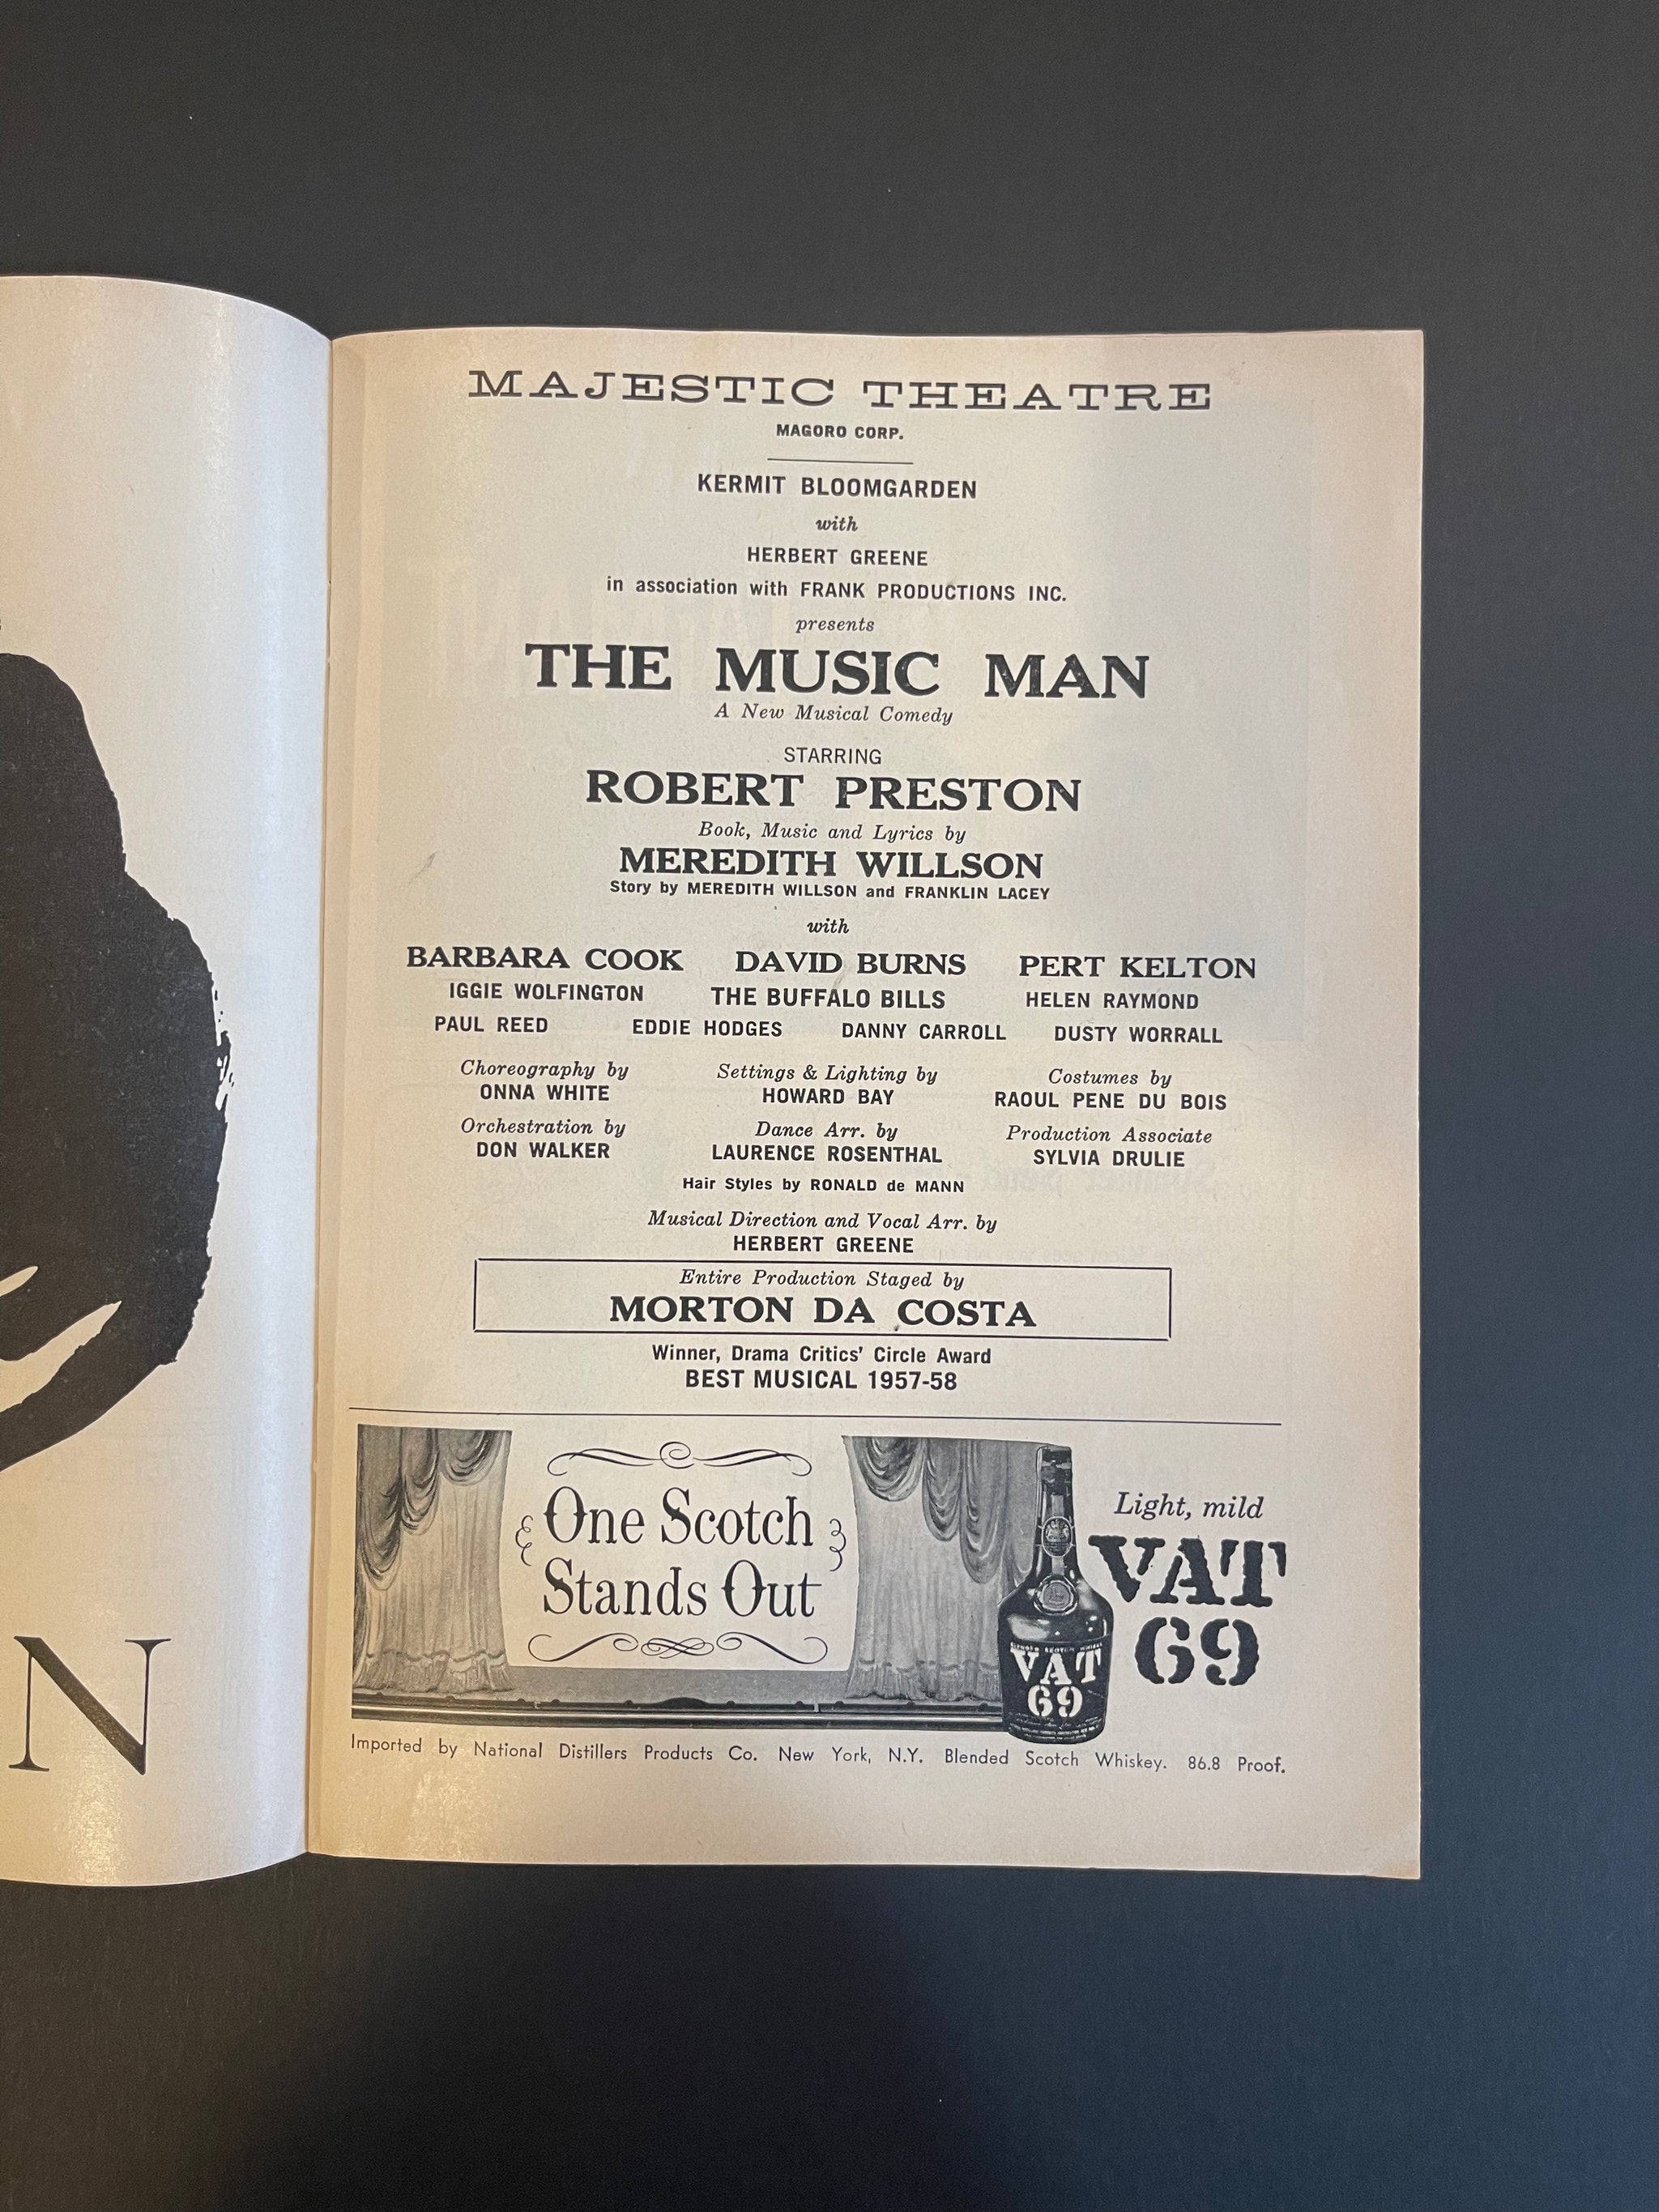 N
MAJESTIC THEATRE
MAGORO CORP.
KERMIT BLOOMGARDEN
with
HERBERT GREENE
in association with FRANK PRODUCTIONS INC.
presents
THE MUSIC MAN
A New Musical Comedy
STARRING
ROBERT PRESTON
Book, Music and Lyrics by
MEREDITH WILLSON
Story by MEREDITH WILLSON and FRANKLIN LACEY
with
BARBARA COOK DAVID BURNS PERT KELTON
IGGIE WOLFINGTON THE BUFFALO BILLS HELEN RAYMOND
PAUL REED EDDIE HODGES DANNY CARROLL DUSTY WORRALL
Choreography by Settings & Lighting by Costumes by
ONNA WHITE HOWARD BAY RAOUL PENE DU BOIS
Orchestration by Dance Arr. by Production Associate
DON WALKER LAURENCE ROSENTHAL SYLVIA DRULIE
Hair Styles by RONALD de MANN
Musical Direction and Vocal Arr. by
HERBERT GREENE
Entire Production Staged by
MORTON DA COSTA
Winner, Drama Critics' Circle Award
BEST MUSICAL 1957-58
One Scotch
Stands Out
BLENDED SCOTCH WHISKY
VAT
69
Light, mild
VAT
69
Imported by National Distillers Products Co. New York, N.Y. Blended Scotch Whiskey. 86.8 Proof.